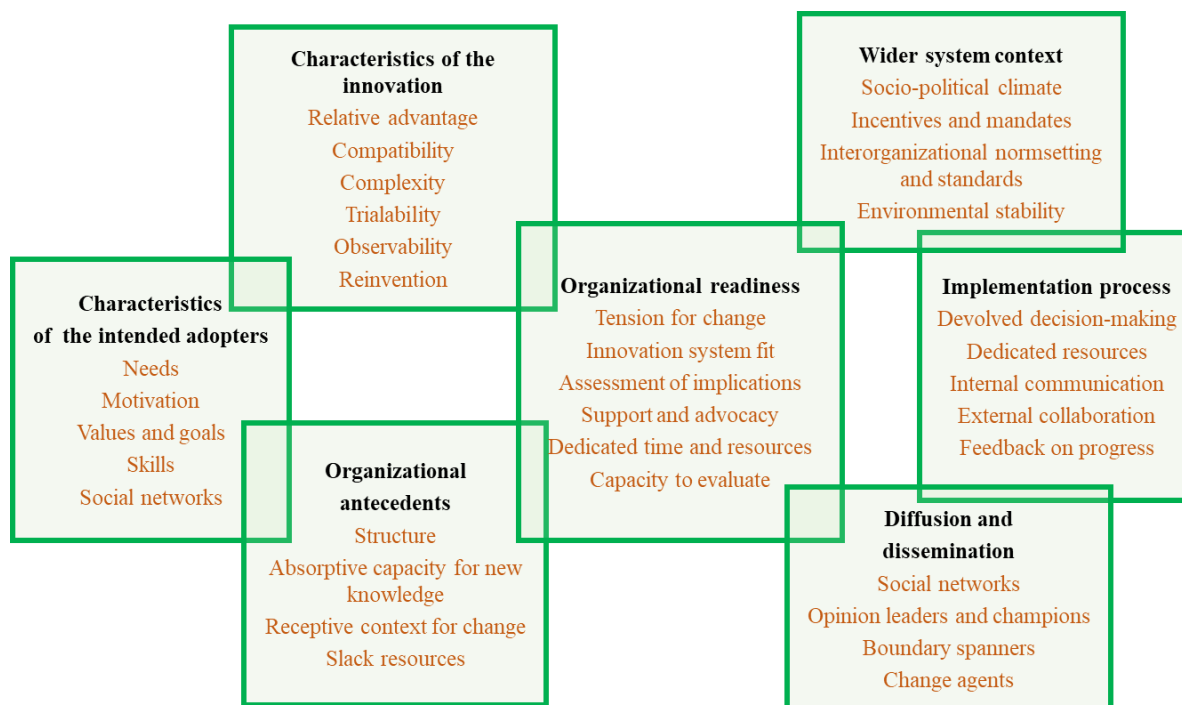 Characteristics of the
innovation
Relative advantage
Compatibility
Complexity
Trialability
Observability
Reinvention
Wider system context
Socio-political climate
Incentives and mandates
Interorganizational normsetting
and standards
Environmental stability
Characteristics
of the intended adopters
Needs
Motivation
Values and goals
Skills
Social networks
Organizational readiness
Tension for change
Innovation system fit
Assessment of implications
Support and advocacy
Dedicated time and resources
Capacity to evaluate
Implementation process
Devolved decision-making
Dedicated resources
Internal communication
External collaboration
Feedback on progress
Organizational
antecedents
Structure
Absorptive capacity for new
knowledge
Receptive context for change
Slack resources
Diffusion and
dissemination
Social networks
Opinion leaders and champions
Boundary spanners
Change agents